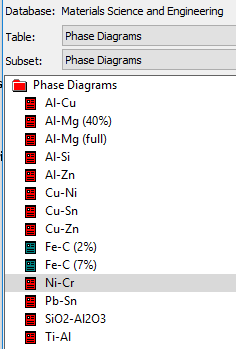 Database: Materials Science and Engineering
Table: Phase Diagrams
Subset: Phase Diagrams
Phase Diagrams
Al-Cu
Al-Mg (40%)
Al-Mg (full)
Al-Si
Al-Zn
Cu-Ni
Cu-Sn
Cu-Zn
Fe-C (2%)
Fe-C (7%)
Ni-Cr
Pb-Sn
SiO2-Al2O3
Ti-Al